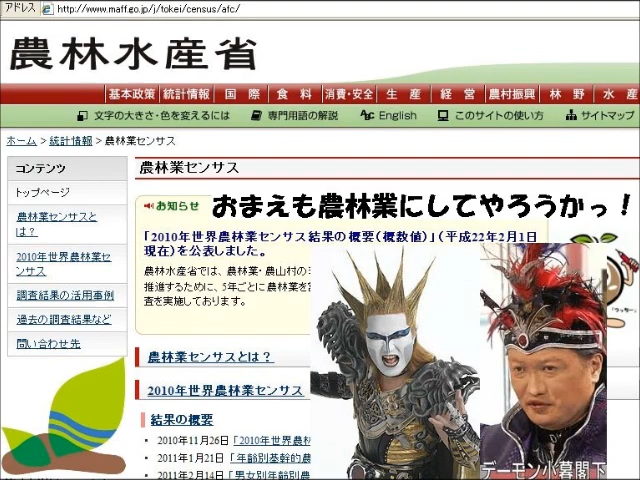 アドレス http://www.maff.go.jp/j/tokei/census/afc/
農林水産省
基本政策 統計情報 国際 食料 消費・安全 生産 経営 農村振興 林野 水産
文字の大きさ・色を変えるには 専門用語の解説 Abc English このサイトの使い方 サイトマップ
ホーム > 統計情報 > 農林業センサス
コンテンツ
トップページ
農林業センサスと
は？
2010年世界農林業セ
ンサス
調査結果の活用事例
過去の調査結果など
問い合わせ先
農林業センサス
お知らせ
おまえも農林業にしてやろうかっ！
「2010年世界農林業センサス結果の概要（概数値）」（平成22年2月1日
現在）を公表しました。
農林水産省では、農林業・農山村の
推進するために、5年ごとに農林業を
査を実施しております。
農林業センサスとは？
2010年世界農林業センサス
結果の概要
2010年11月26日「2010年世界農林
2011年1月21日「年齢別基幹的農
2011年2月14日「男女別年齢別農
デーモン小暮閣下